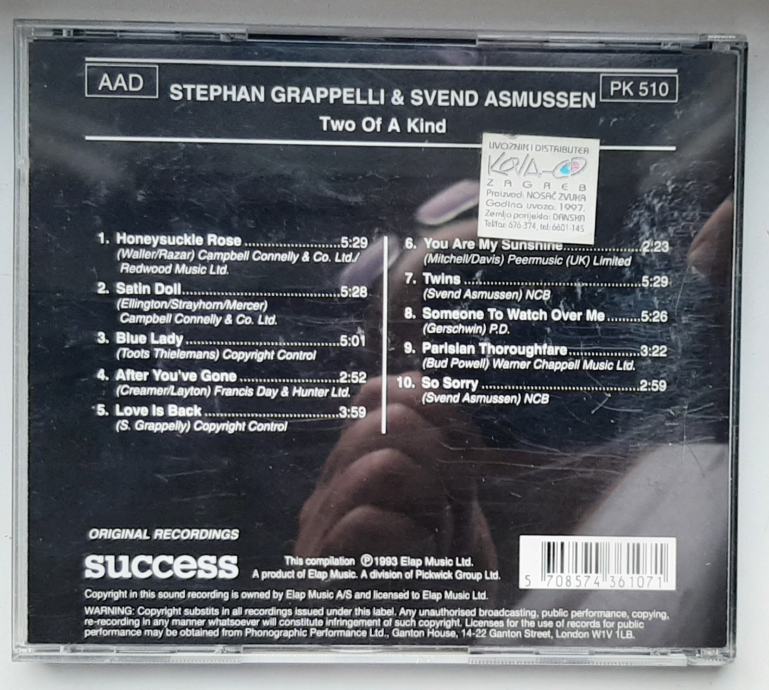 AAD
STEPHAN GRAPPELLI & SVEND ASMUSSEN
PK 510
Two Of A Kind
UVOZNIK I DISTRIBUTER
ZAGREB
Proizvod: NOSAČ ZVUKA
Godina uvoza: 1997.
Zemlja porijekla: DANSKA
Tel/fax: 676 374, tel: 6601-145
1. Honeysuckle Rose 5:29
(Waller/Razar) Campbell Connelly & Co. Ltd./
Redwood Music Ltd.
2. Satin Doll 5:28
(Ellington/Strayhorn/Mercer)
Campbell Connelly & Co. Ltd.
3. Blue Lady 5:01
(Toots Thielemans) Copyright Control
4. After You've Gone 2:52
(Creamer/Layton) Francis Day & Hunter Ltd.
5. Love Is Back 3:59
(S. Grappelly) Copyright Control
6. You Are My Sunshine 2:23
(Mitchell/Davis) Peermusic (UK) Limited
7. Twins 5:29
(Svend Asmussen) NCB
8. Someone To Watch Over Me 5:26
(Gerschwin) P.D.
9. Parisian Thoroughfare 3:22
(Bud Powell) Warner Chappell Music Ltd.
10. So Sorry 2:59
(Svend Asmussen) NCB
ORIGINAL RECORDINGS
success
This compilation ℗1993 Elap Music Ltd.
A product of Elap Music. A division of Pickwick Group Ltd.
5 708574 361071
Copyright in this sound recording is owned by Elap Music A/S and licensed to Elap Music Ltd.
WARNING: Copyright substits in all recordings issued under this label. Any unauthorised broadcasting, public performance, copying,
re-recording in any manner whatsoever will constitute infringement of such copyright. Licenses for the use of records for public
performance may be obtained from Phonographic Performance Ltd., Ganton House, 14-22 Ganton Street, London W1V 1LB.